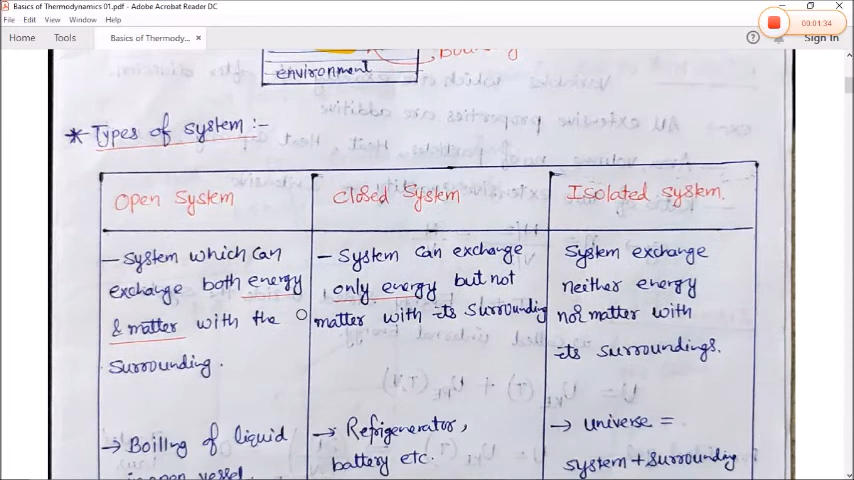 Basics of Thermodynamics 01.pdf - Adobe Acrobat Reader DC
File Edit View Window Help
Home Tools Basics of Thermody... × Sign In
00:01:34
environment
* Types of system :-
Open System
- System which can
exchange both energy
& matter with the
surrounding.
→ Boiling of liquid
Closed System
- System can exchange
only energy but not
matter with its surrounding
→ Refrigerator,
battery etc.
Isolated system.
System exchange
neither energy
nor matter with
its surroundings.
→ universe =
system + surrounding